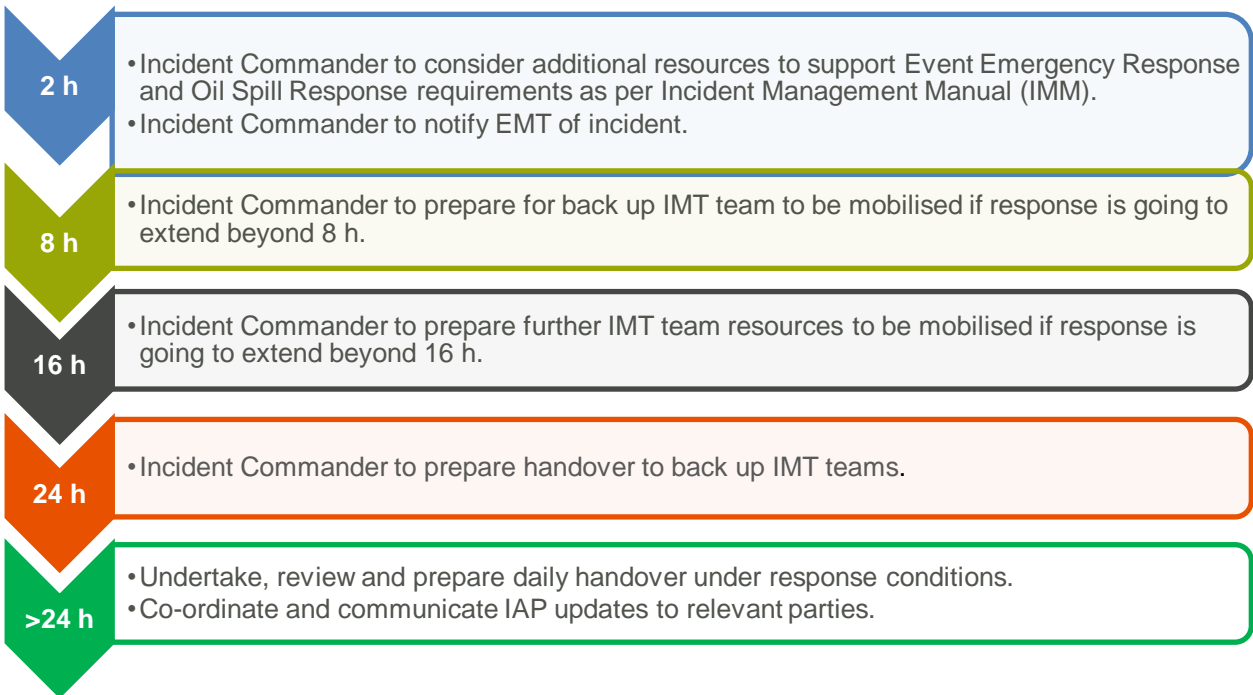 2 h
•Incident Commander to consider additional resources to support Event Emergency Response
and Oil Spill Response requirements as per Incident Management Manual (IMM).
•Incident Commander to notify EMT of incident.
8 h
•Incident Commander to prepare for back up IMT team to be mobilised if response is going to
extend beyond 8 h.
16 h
•Incident Commander to prepare further IMT team resources to be mobilised if response is
going to extend beyond 16 h.
24 h
•Incident Commander to prepare handover to back up IMT teams.
>24 h
•Undertake, review and prepare daily handover under response conditions.
•Co-ordinate and communicate IAP updates to relevant parties.